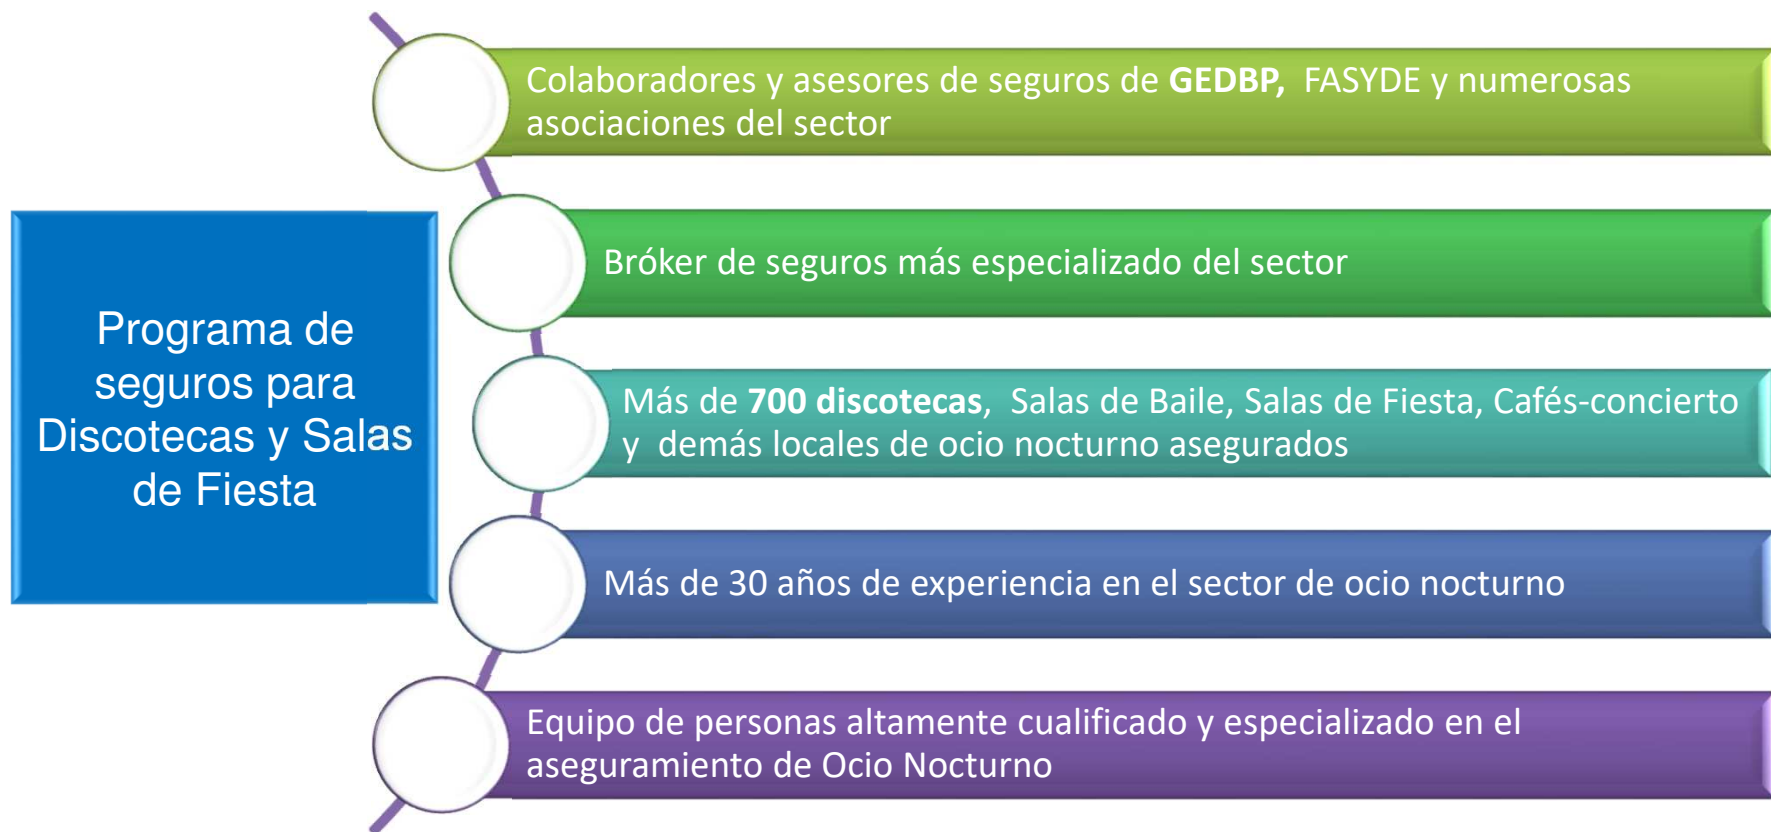 Programa de
seguros para
Discotecas y Salas
de Fiesta
Colaboradores y asesores de seguros de GEDBP, FASYDE y numerosas
asociaciones del sector
Bróker de seguros más especializado del sector
Más de 700 discotecas, Salas de Baile, Salas de Fiesta, Cafés-concierto
y demás locales de ocio nocturno asegurados
Más de 30 años de experiencia en el sector de ocio nocturno
Equipo de personas altamente cualificado y especializado en el
aseguramiento de Ocio Nocturno